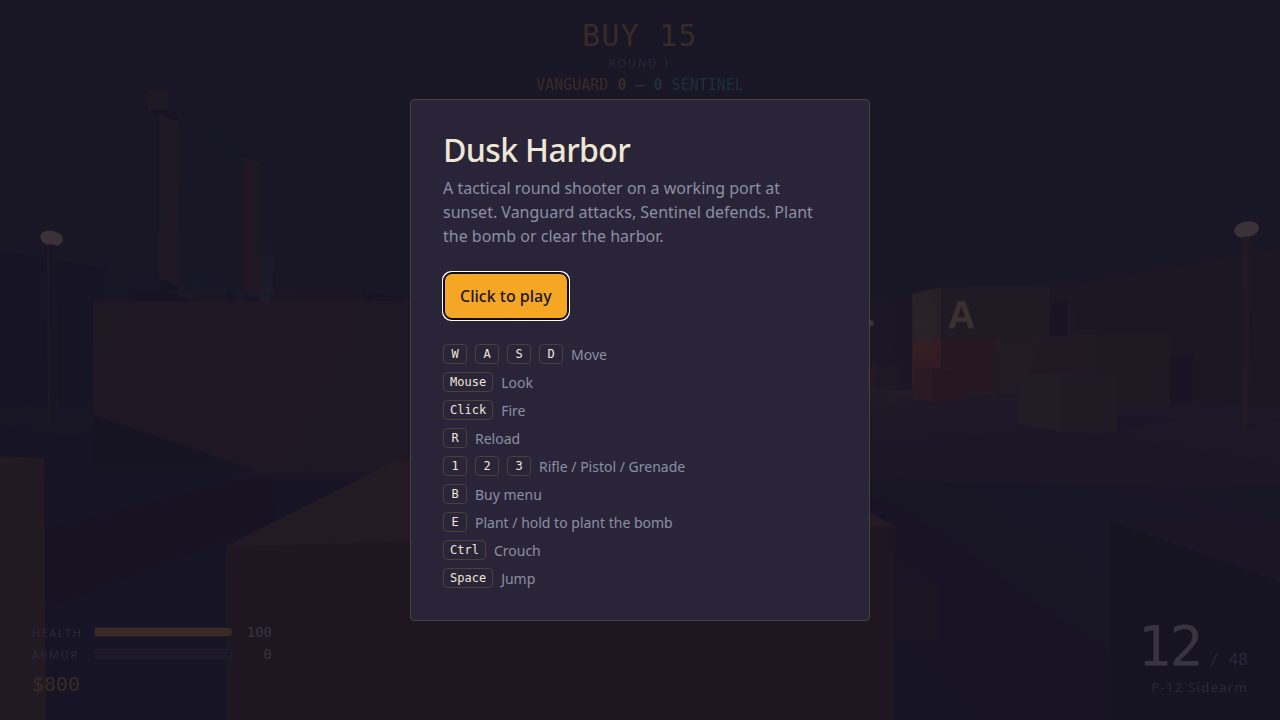 BUY 15
ROUND 1
VANGUARD 0 — 0 SENTINEL
Dusk Harbor
A tactical round shooter on a working port at
sunset. Vanguard attacks, Sentinel defends. Plant
the bomb or clear the harbor.
Click to play
A
W A S D Move
Mouse Look
Click Fire
R Reload
1 2 3 Rifle / Pistol / Grenade
B Buy menu
E Plant / hold to plant the bomb
Ctrl Crouch
Space Jump
HEALTH 100
ARMOR 0
$800
12 / 48
P-12 Sidearm